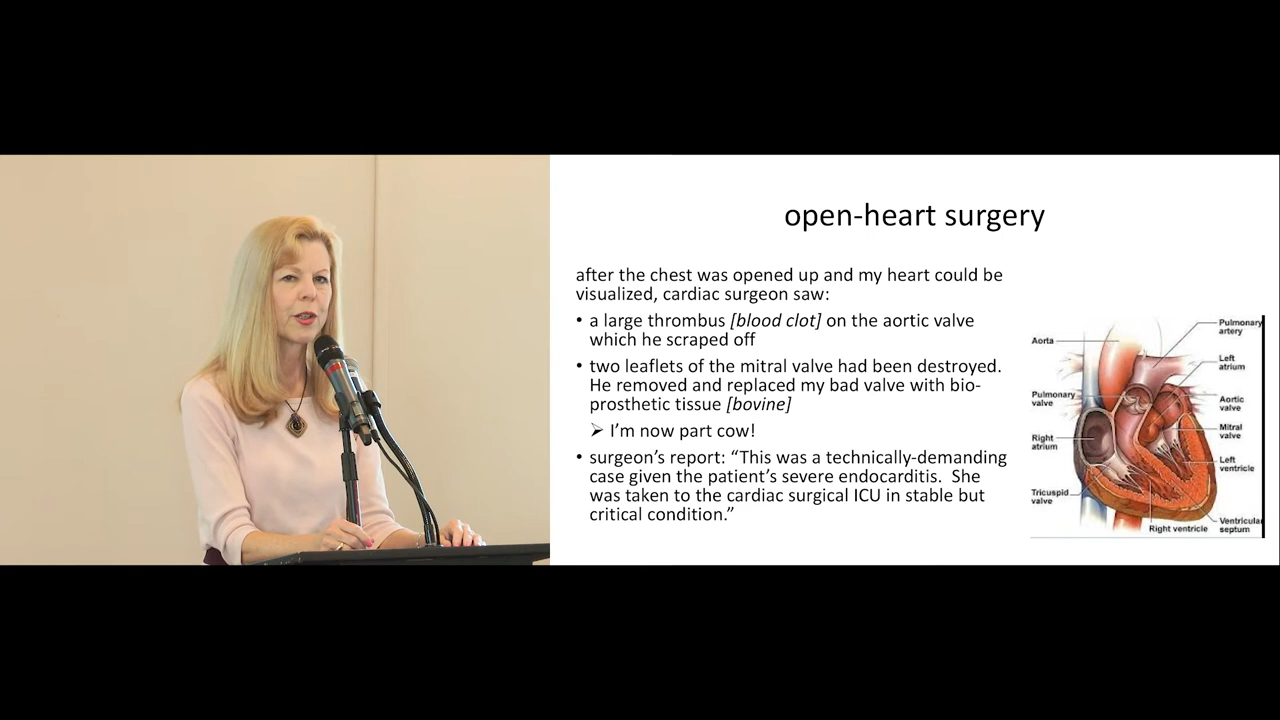 open-heart surgery
after the chest was opened up and my heart could be
visualized, cardiac surgeon saw:
• a large thrombus [blood clot] on the aortic valve
which he scraped off
• two leaflets of the mitral valve had been destroyed.
He removed and replaced my bad valve with bio-
prosthetic tissue [bovine]
➢ I'm now part cow!
• surgeon's report: “This was a technically-demanding
case given the patient's severe endocarditis.  She
was taken to the cardiac surgical ICU in stable but
critical condition.”
Pulmonary
artery
Aorta
Left
atrium
Pulmonary
valve
Aortic
valve
Mitral
valve
Right
atrium
Left
ventricle
Tricuspid
valve
Right ventricle
Ventricular
septum